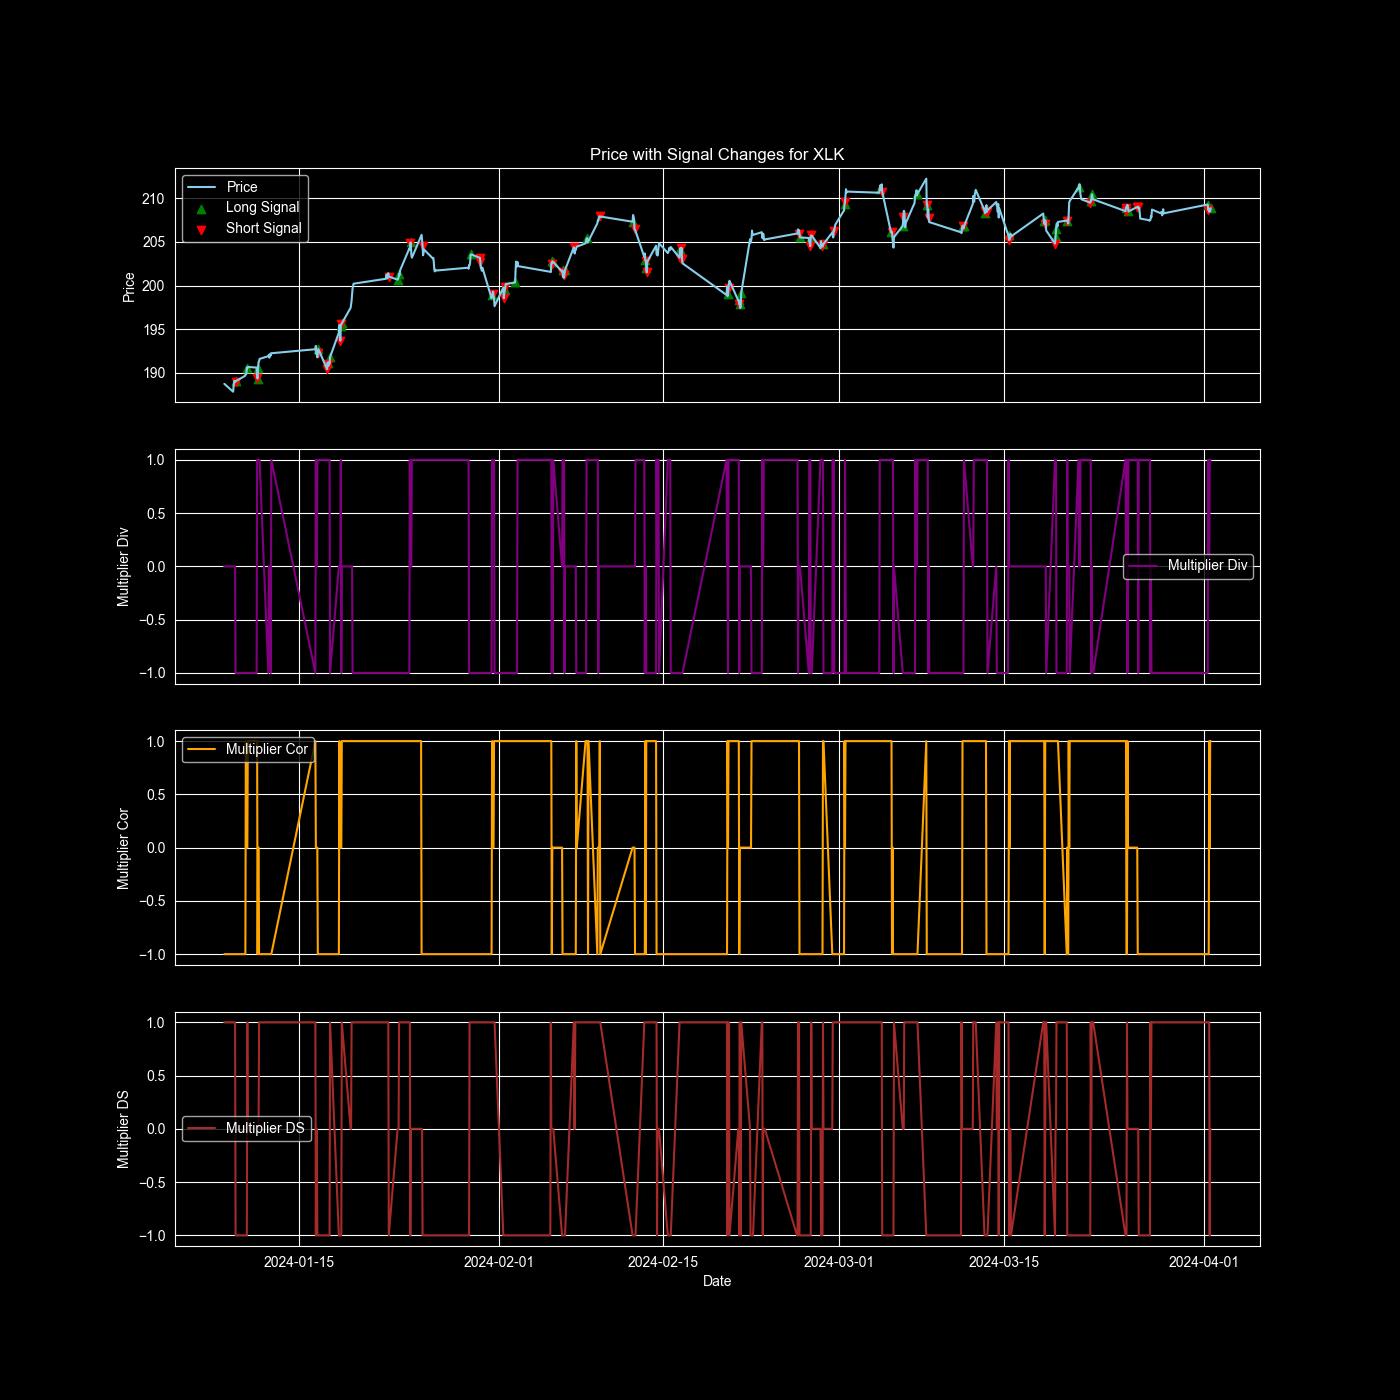 Price with Signal Changes for XLK
Price
Long Signal
Short Signal
210
205
200
195
190
Price
1.0
0.5
0.0
−0.5
−1.0
Multiplier Div
Multiplier Div
Multiplier Cor
1.0
0.5
0.0
−0.5
−1.0
Multiplier Cor
1.0
0.5
0.0
−0.5
−1.0
Multiplier DS
Multiplier DS
2024-01-15 2024-02-01 2024-02-15 2024-03-01 2024-03-15 2024-04-01
Date